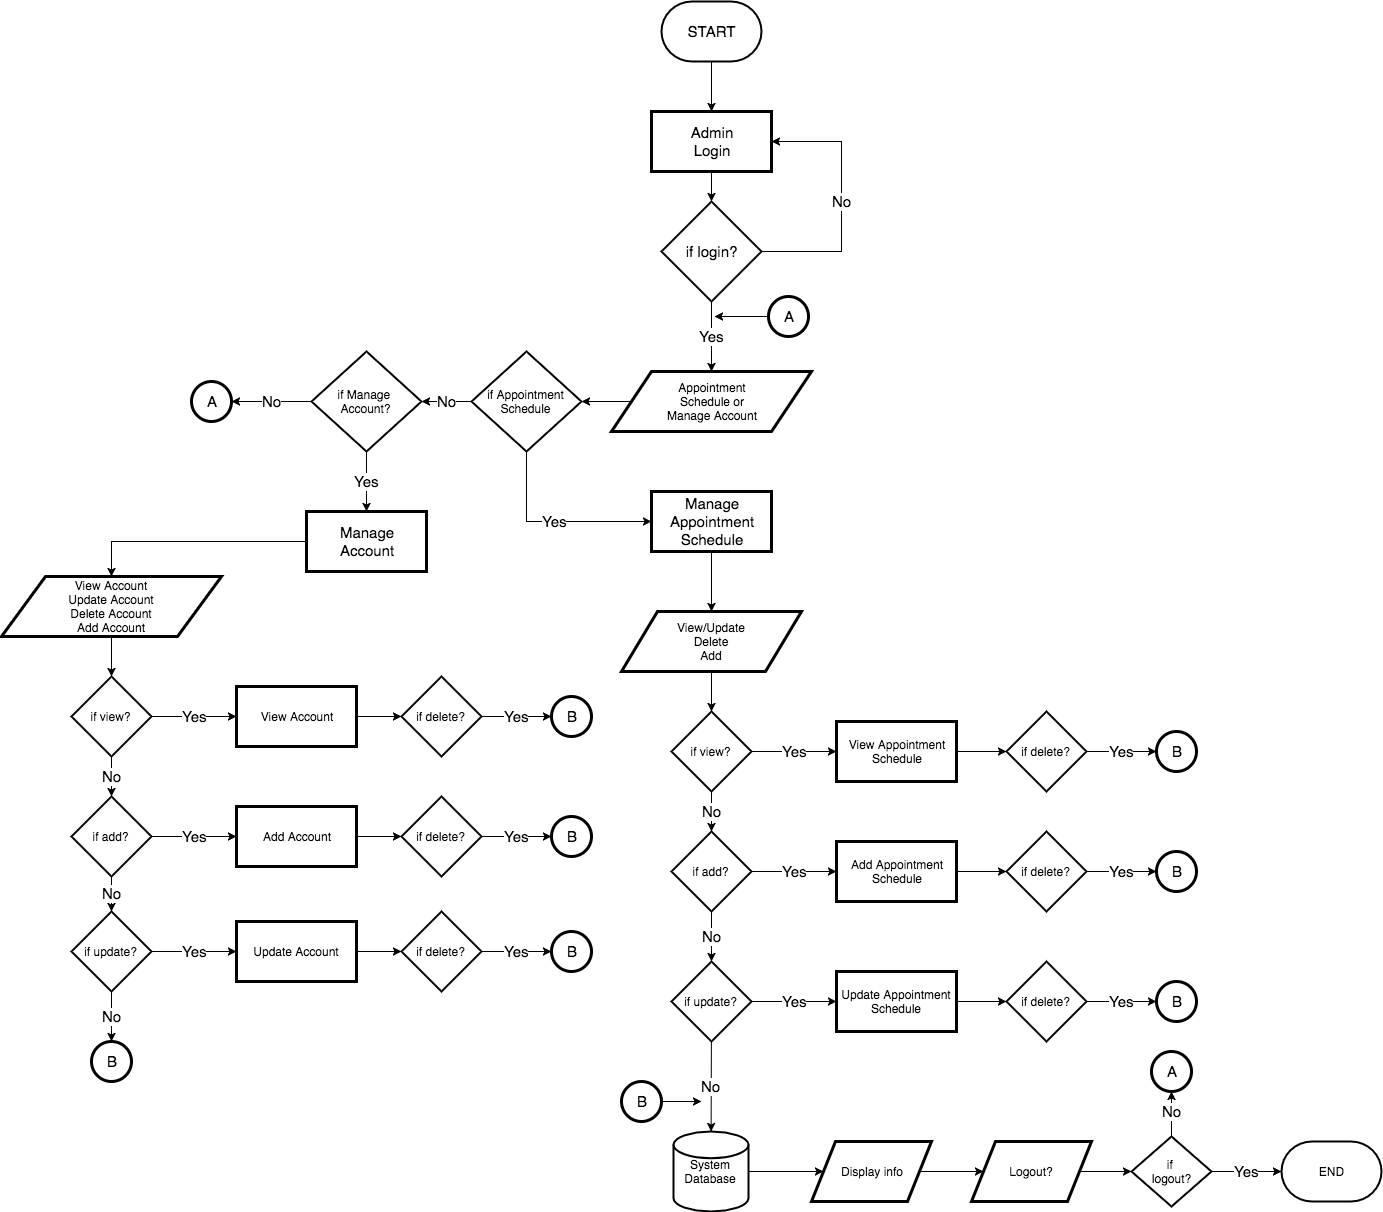 START
Admin
Login
No
if login?
A
Yes
Appointment
Schedule or
Manage Account
if Appointment
Schedule
No
if Manage
Account?
No
A
Yes
Manage
Account
Yes
Manage
Appointment
Schedule
View Account
Update Account
Delete Account
Add Account
View/Update
Delete
Add
if view?
Yes
View Account
if delete?
Yes
B
No
if add?
Yes
Add Account
if delete?
Yes
B
No
if update?
Yes
Update Account
if delete?
Yes
B
No
B
if view?
Yes
View Appointment
Schedule
if delete?
Yes
B
No
if add?
Yes
Add Appointment
Schedule
if delete?
Yes
B
No
if update?
Yes
Update Appointment
Schedule
if delete?
Yes
B
No
B
System
Database
Display info
Logout?
if
logout?
No
A
Yes
END